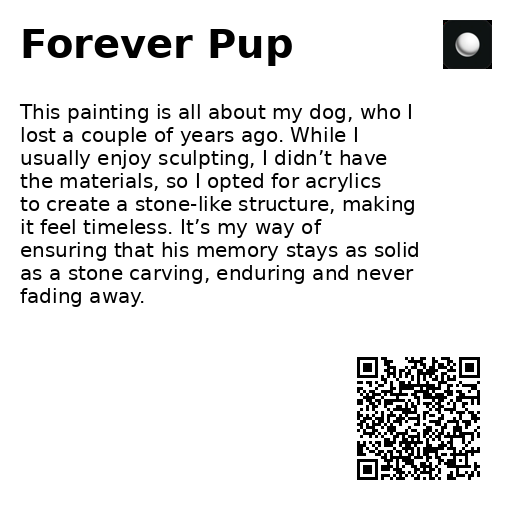 Forever Pup
This painting is all about my dog, who I
lost a couple of years ago. While I
usually enjoy sculpting, I didn’t have
the materials, so I opted for acrylics
to create a stone-like structure, making
it feel timeless. It’s my way of
ensuring that his memory stays as solid
as a stone carving, enduring and never
fading away.